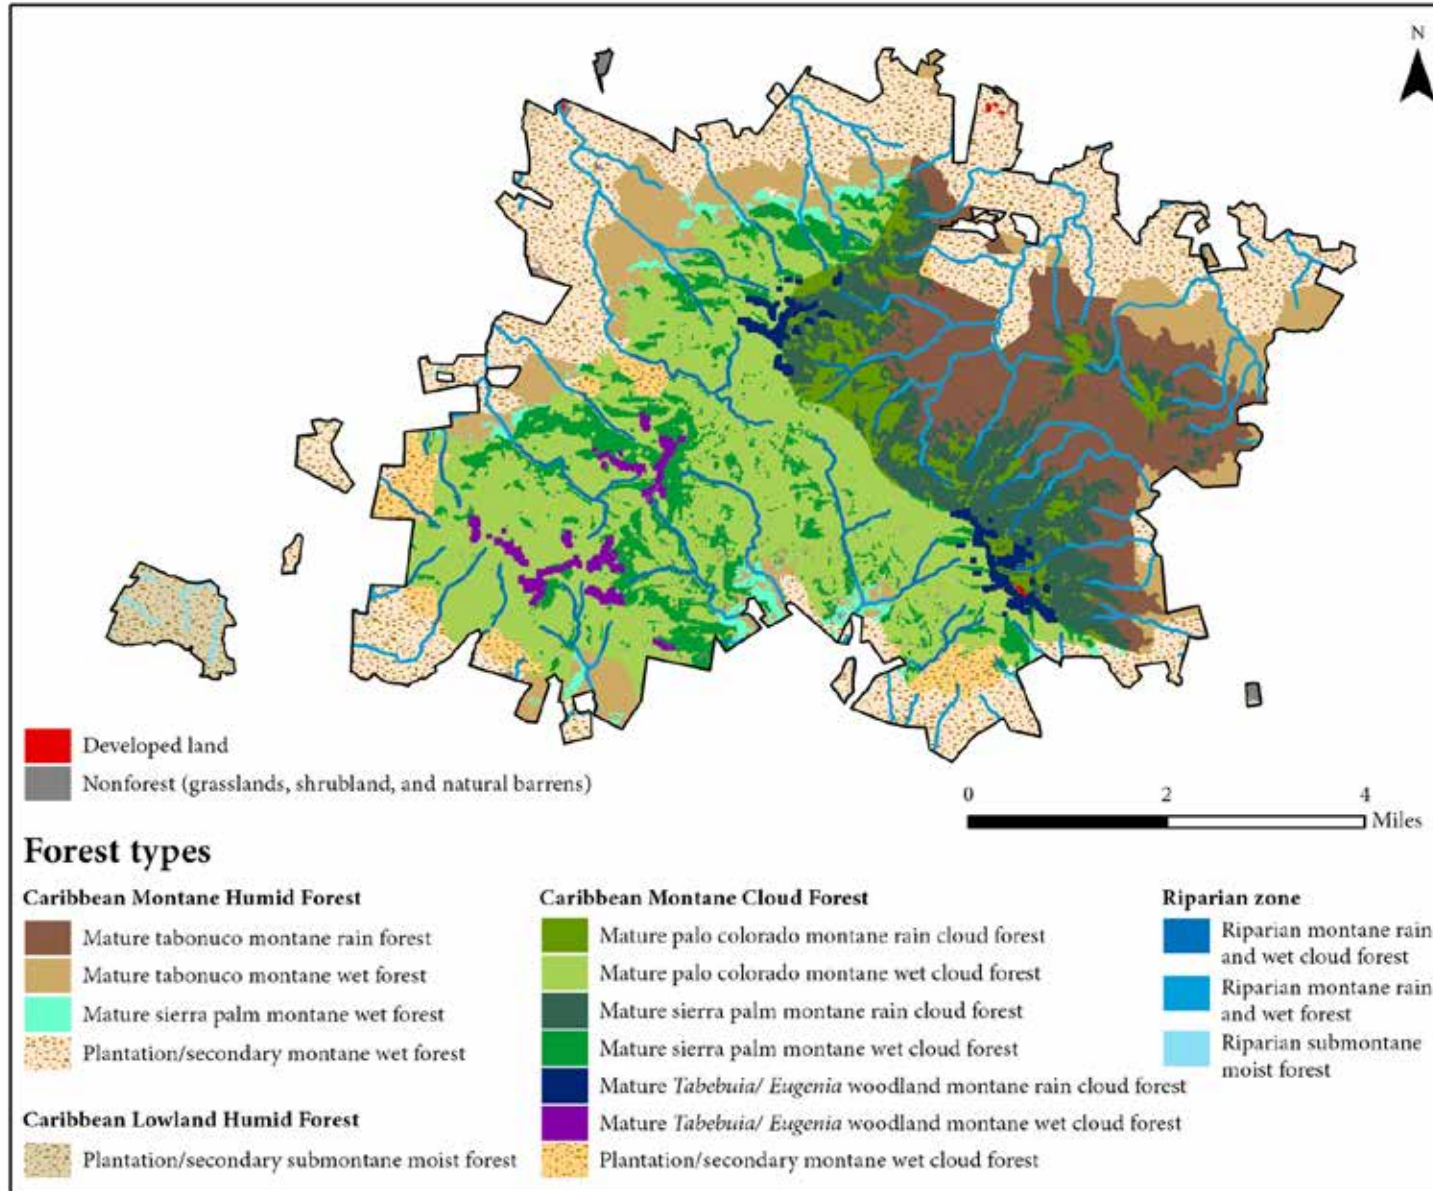 N
Developed land
Nonforest (grasslands, shrubland, and natural barrens)
0 2 4
Miles
Forest types
Caribbean Montane Humid Forest
Mature tabonuco montane rain forest
Mature tabonuco montane wet forest
Mature sierra palm montane wet forest
Plantation/secondary montane wet forest
Caribbean Lowland Humid Forest
Plantation/secondary submontane moist forest
Caribbean Montane Cloud Forest
Mature palo colorado montane rain cloud forest
Mature palo colorado montane wet cloud forest
Mature sierra palm montane rain cloud forest
Mature sierra palm montane wet cloud forest
Mature Tabebuia/ Eugenia woodland montane rain cloud forest
Mature Tabebuia/ Eugenia woodland montane wet cloud forest
Plantation/secondary montane wet cloud forest
Riparian zone
Riparian montane rain
and wet cloud forest
Riparian montane rain
and wet forest
Riparian submontane
moist forest